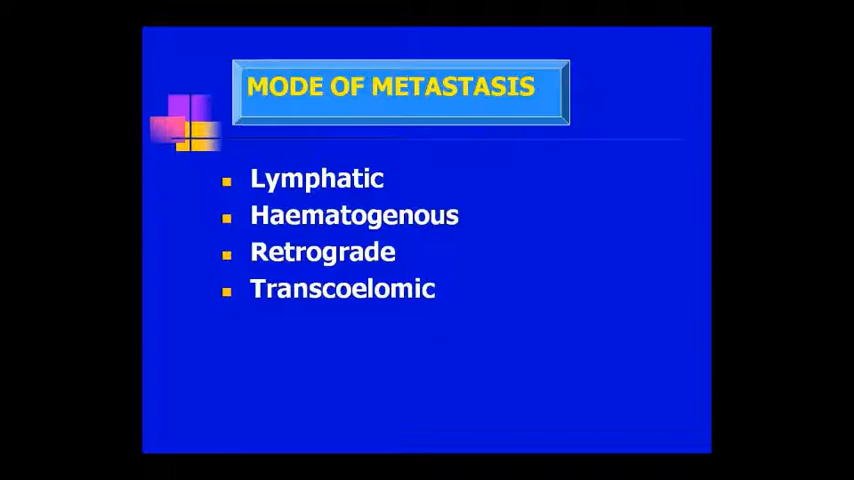 MODE OF METASTASIS
Lymphatic
Haematogenous
Retrograde
Transcoelomic